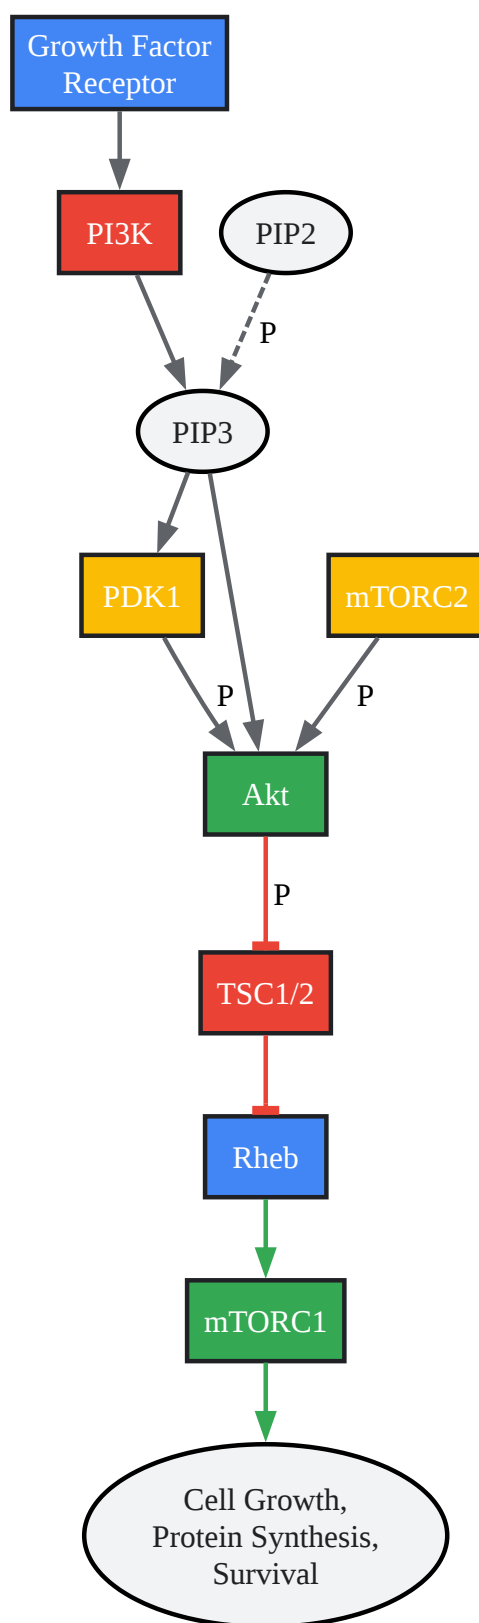 Growth Factor
Receptor
PI3K
PIP2
P
PIP3
PDK1
mTORC2
P
P
Akt
P
TSC1/2
Rheb
mTORC1
Cell Growth,
Protein Synthesis,
Survival